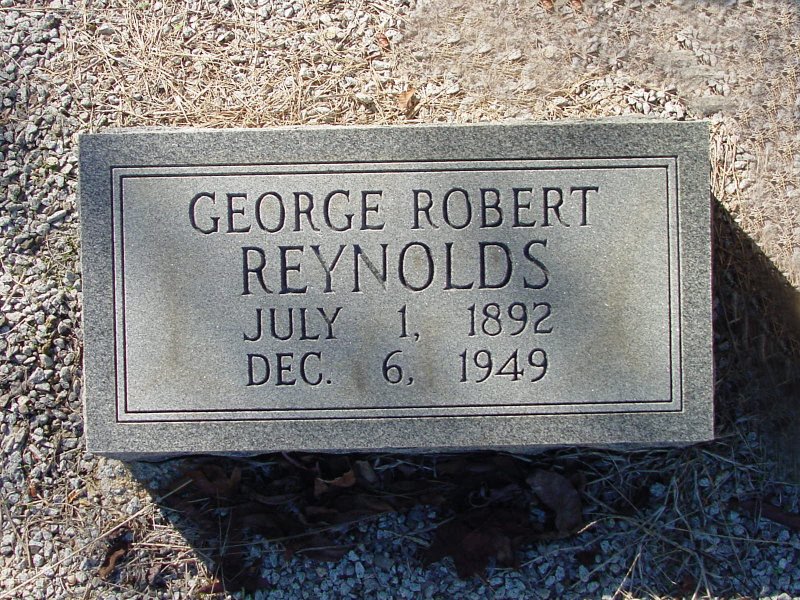 GEORGE ROBERT
REYNOLDS
JULY 1, 1892
DEC. 6, 1949